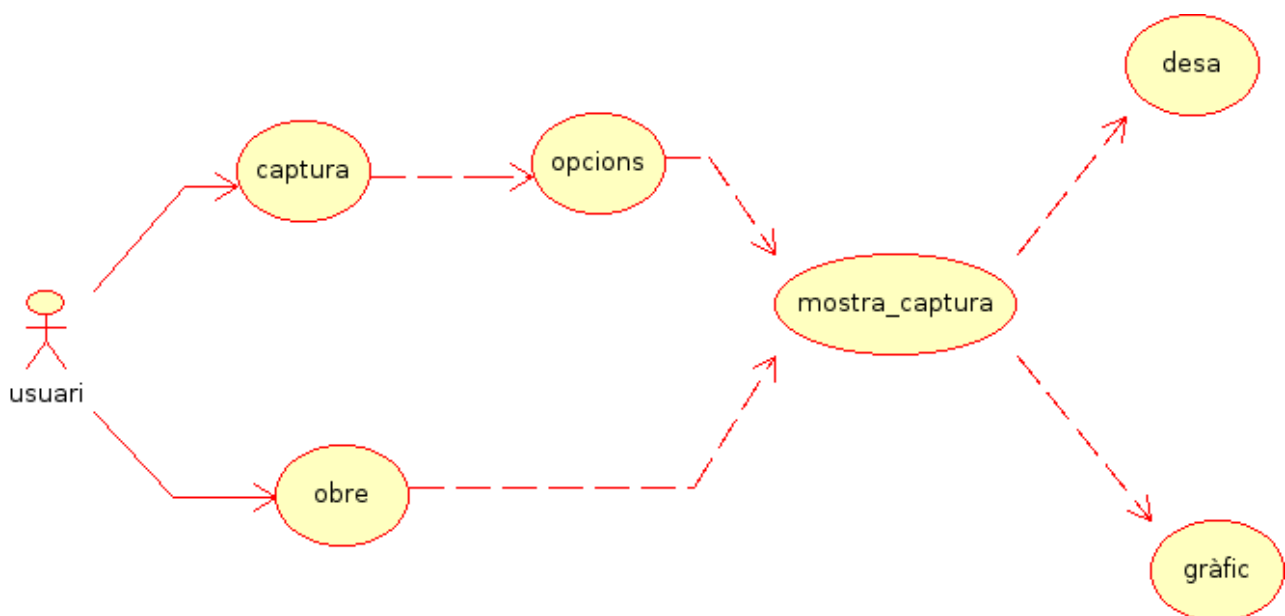 desa
captura
opcions
mostra_captura
usuari
obre
gràfic